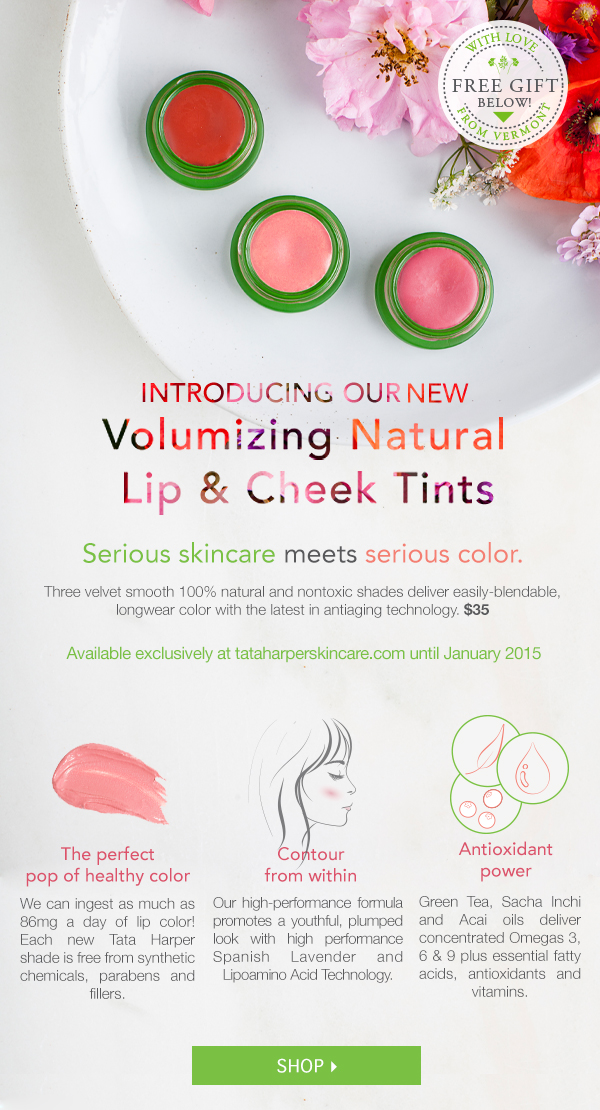 WITH LOVE
FREE GIFT
BELOW!
FROM VERMONT
INTRODUCING OUR NEW
Volumizing Natural
Lip & Cheek Tints
Serious skincare meets serious color.
Three velvet smooth 100% natural and nontoxic shades deliver easily-blendable,
longwear color with the latest in antiaging technology. $35
Available exclusively at tataharperskincare.com until January 2015
The perfect
pop of healthy color
We can ingest as much as
86mg a day of lip color!
Each new Tata Harper
shade is free from synthetic
chemicals, parabens and
fillers.
Contour
from within
Our high-performance formula
promotes a youthful, plumped
look with high performance
Spanish Lavender and
Lipoamino Acid Technology.
Antioxidant
power
Green Tea, Sacha Inchi
and Acai oils deliver
concentrated Omegas 3,
6 & 9 plus essential fatty
acids, antioxidants and
vitamins.
SHOP